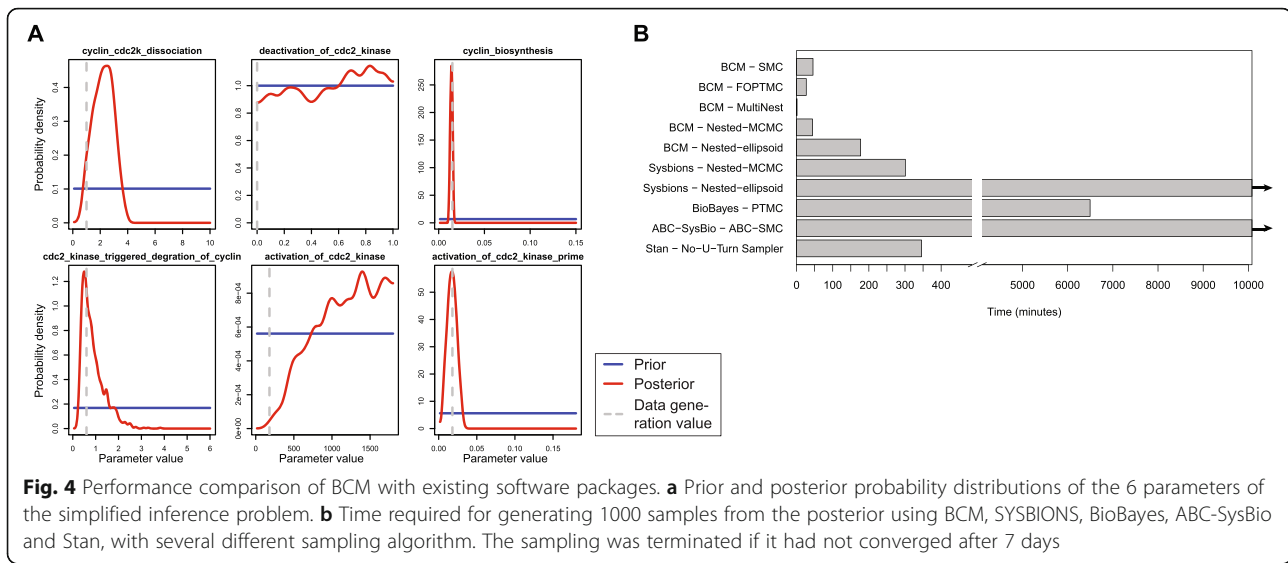 A
cyclin_cdc2k_dissociation
deactivation_of_cdc2_kinase
cyclin_biosynthesis
Probability density
0.0 0.1 0.2 0.3 0.4
0 2 4 6 8 10
0.0 0.2 0.4 0.6 0.8 1.0
0.0 0.2 0.4 0.6 0.8 1.0
0 50 100 150 200 250
0.00 0.05 0.10 0.15
cdc2_kinase_triggered_degration_of_cyclin
activation_of_cdc2_kinase
activation_of_cdc2_kinase_prime
Probability density
0.0 0.2 0.4 0.6 0.8 1.0 1.2
0 1 2 3 4 5 6
Parameter value
0e+00 2e-04 4e-04 6e-04 8e-04
0 500 1000 1500
Parameter value
0 10 20 30 40 50
0.00 0.05 0.10 0.15
Parameter value
Prior
Posterior
Data gene-
ration value
B
BCM – SMC
BCM – FOPTMC
BCM – MultiNest
BCM – Nested–MCMC
BCM – Nested–ellipsoid
Sysbions – Nested–MCMC
Sysbions – Nested–ellipsoid
BioBayes – PTMC
ABC–SysBio – ABC–SMC
Stan – No–U–Turn Sampler
0 100 200 300 400 5000 6000 7000 8000 9000 10000
Time (minutes)
Fig. 4 Performance comparison of BCM with existing software packages. a Prior and posterior probability distributions of the 6 parameters of
the simplified inference problem. b Time required for generating 1000 samples from the posterior using BCM, SYSBIONS, BioBayes, ABC-SysBio
and Stan, with several different sampling algorithm. The sampling was terminated if it had not converged after 7 days